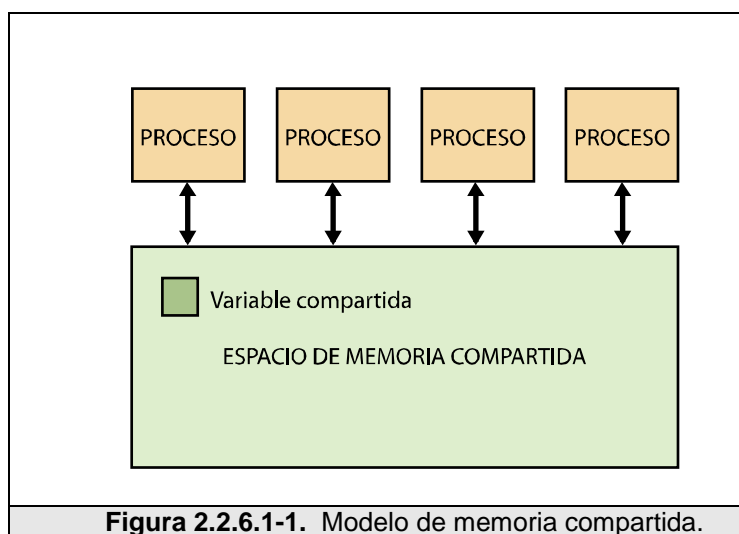 PROCESO PROCESO PROCESO PROCESO
Variable compartida
ESPACIO DE MEMORIA COMPARTIDA
Figura 2.2.6.1-1. Modelo de memoria compartida.